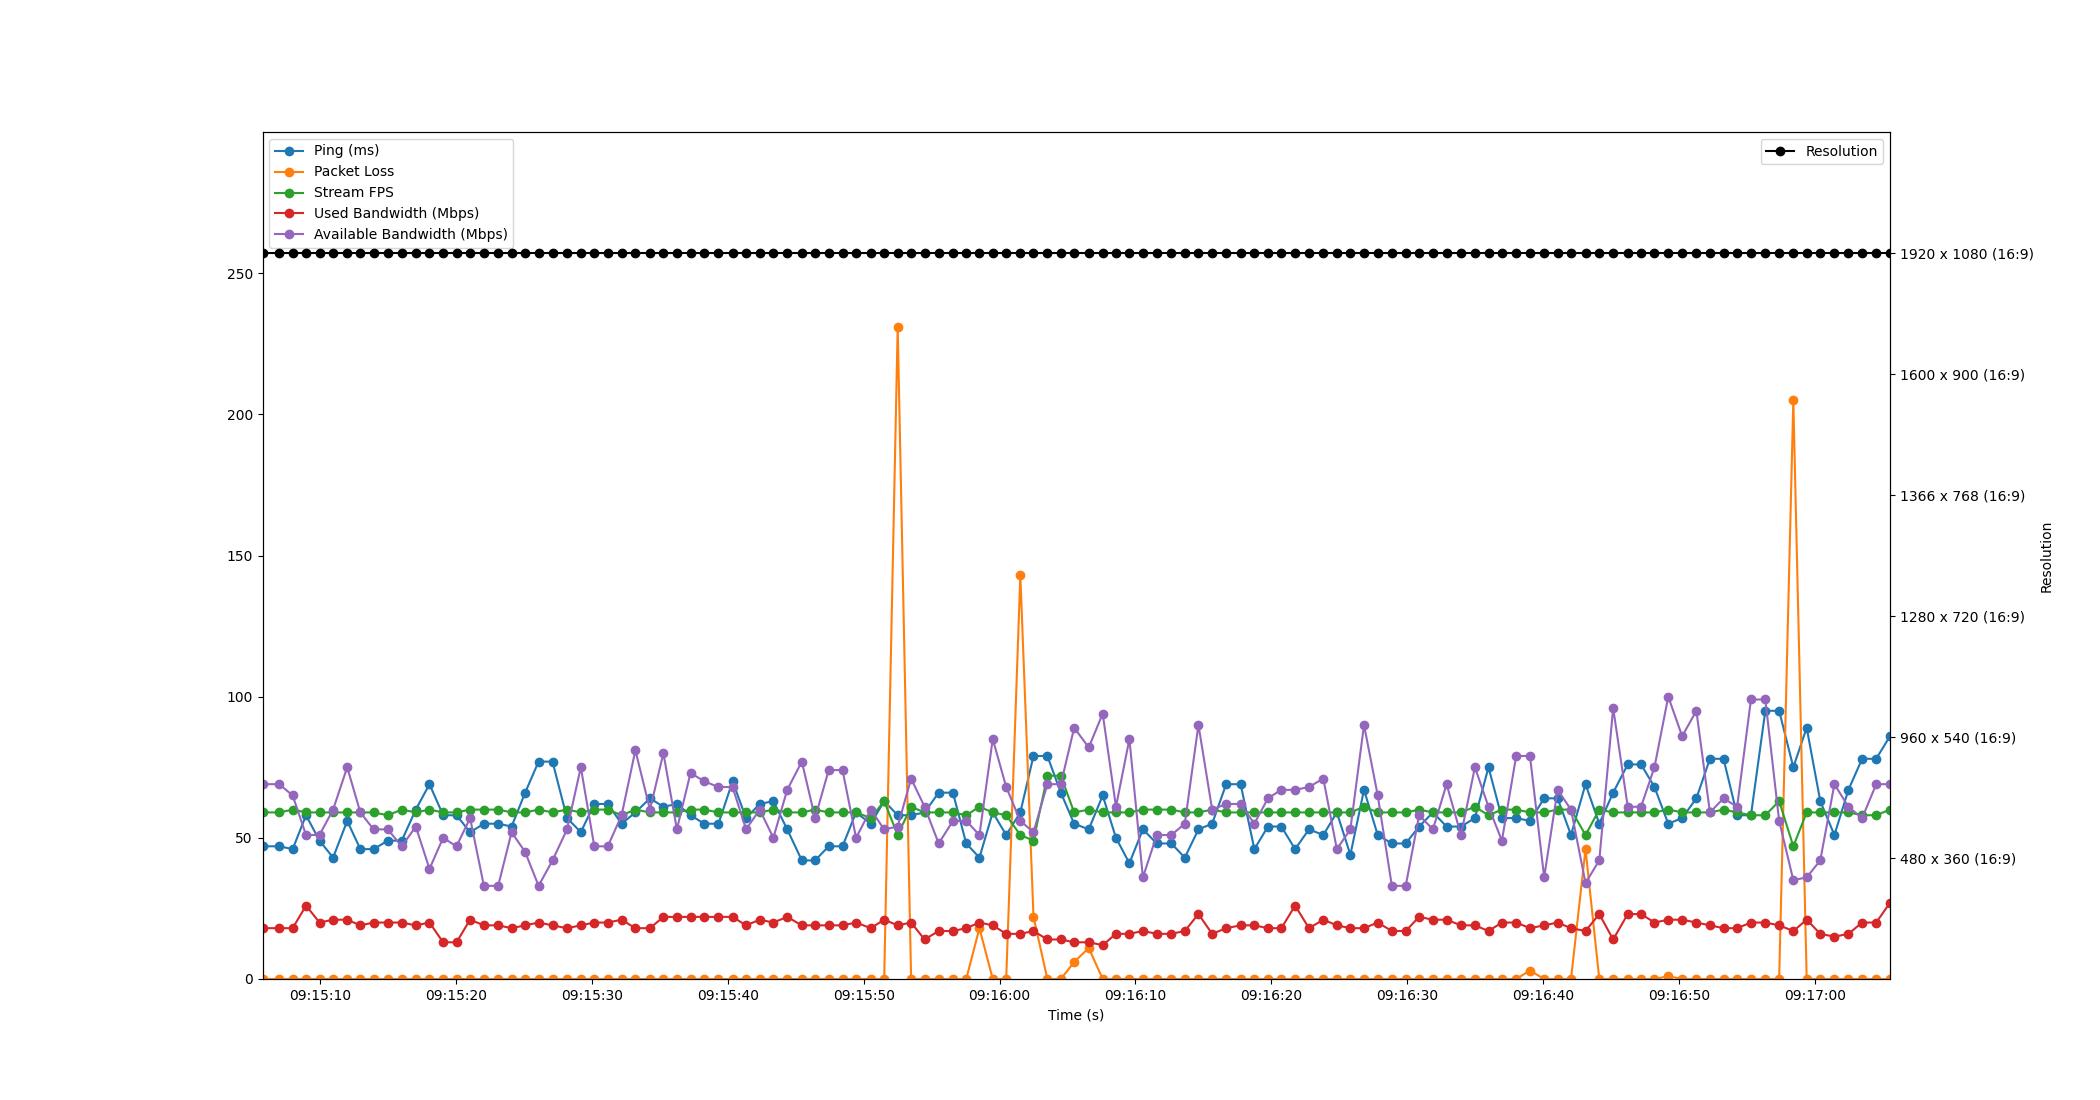 Ping (ms)
Packet Loss
Stream FPS
Used Bandwidth (Mbps)
Available Bandwidth (Mbps)
Resolution
250
200
150
100
50
0
1920 x 1080 (16:9)
1600 x 900 (16:9)
1366 x 768 (16:9)
1280 x 720 (16:9)
960 x 540 (16:9)
480 x 360 (16:9)
Resolution
09:15:10
09:15:20
09:15:30
09:15:40
09:15:50
09:16:00
09:16:10
09:16:20
09:16:30
09:16:40
09:16:50
09:17:00
Time (s)